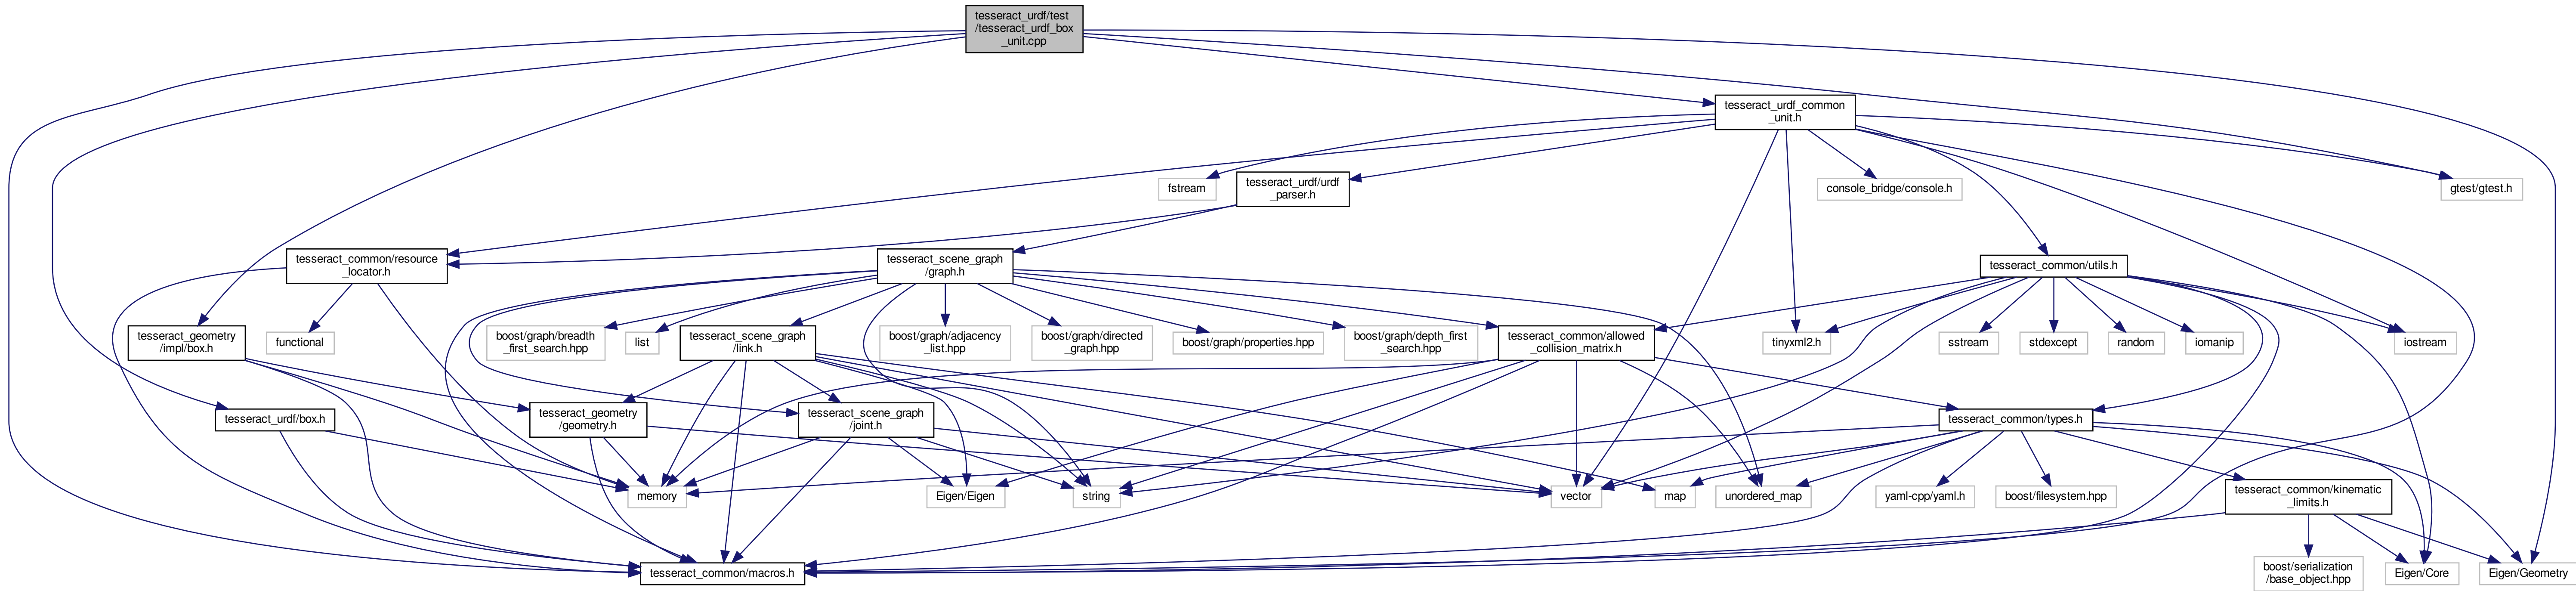 tesseract_urdf/test
/tesseract_urdf_box
_unit.cpp
tesseract_urdf_common
_unit.h
fstream
tesseract_urdf/urdf
_parser.h
console_bridge/console.h
gtest/gtest.h
tesseract_common/resource
_locator.h
tesseract_scene_graph
/graph.h
tesseract_common/utils.h
tesseract_geometry
/impl/box.h
functional
boost/graph/breadth
_first_search.hpp
list
tesseract_scene_graph
/link.h
boost/graph/adjacency
_list.hpp
boost/graph/directed
_graph.hpp
boost/graph/properties.hpp
boost/graph/depth_first
_search.hpp
tesseract_common/allowed
_collision_matrix.h
tinyxml2.h
sstream
stdexcept
random
iomanip
iostream
tesseract_urdf/box.h
tesseract_geometry
/geometry.h
tesseract_scene_graph
/joint.h
tesseract_common/types.h
memory
Eigen/Eigen
string
vector
map
unordered_map
yaml-cpp/yaml.h
boost/filesystem.hpp
tesseract_common/kinematic
_limits.h
tesseract_common/macros.h
boost/serialization
/base_object.hpp
Eigen/Core
Eigen/Geometry